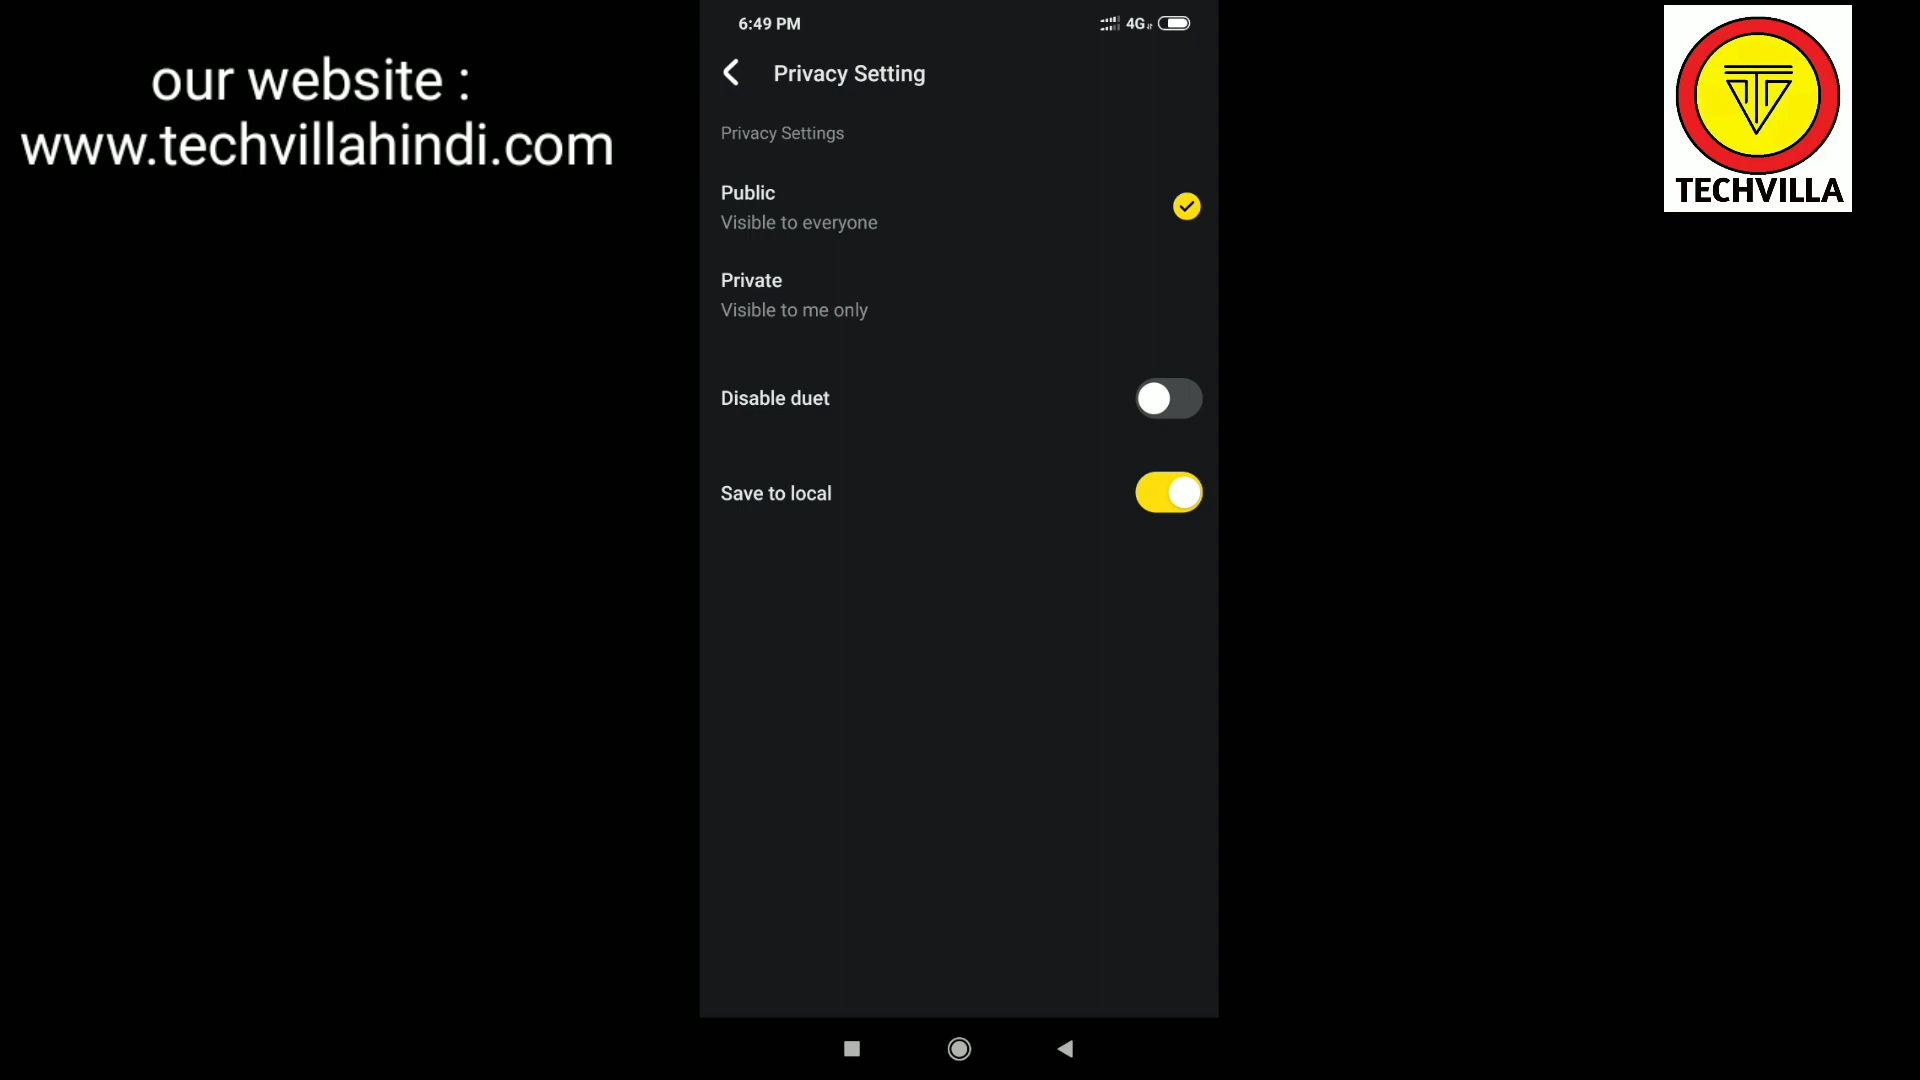 our website :
www.techvillahindi.com
6:49 PM
4G
Privacy Setting
Privacy Settings
Public
Visible to everyone
Private
Visible to me only
Disable duet
Save to local
TECHVILLA